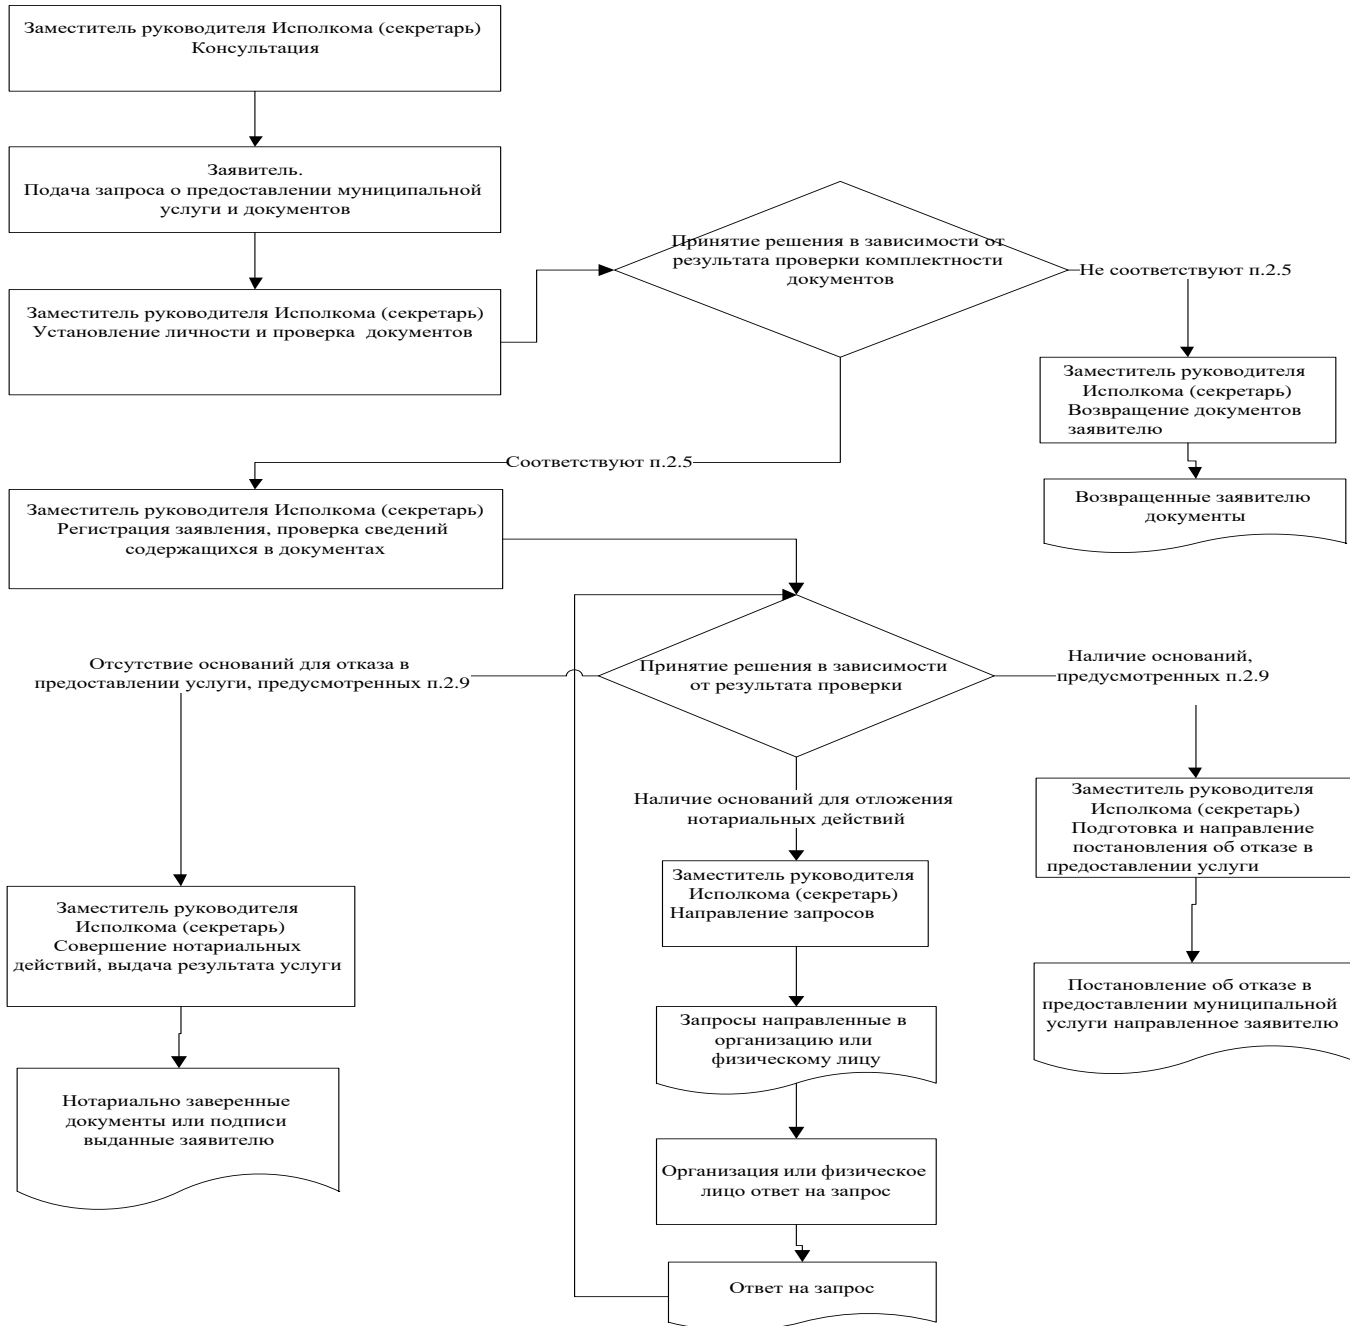 Заместитель руководителя Исполкома (секретарь)
Консультация
Заявитель.
Подача запроса о предоставлении муниципальной
услуги и документов
Заместитель руководителя Исполкома (секретарь)
Установление личности и проверка документов
Принятие решения в зависимости от
результата проверки комплектности
документов
Не соответствуют п.2.5
Заместитель руководителя
Исполкома (секретарь)
Возвращение документов
заявителю
Возвращенные заявителю
документы
Соответствуют п.2.5
Заместитель руководителя Исполкома (секретарь)
Регистрация заявления, проверка сведений
содержащихся в документах
Принятие решения в зависимости
от результата проверки
Отсутствие оснований для отказа в
предоставлении услуги, предусмотренных п.2.9
Наличие оснований,
предусмотренных п.2.9
Наличие оснований для отложения
нотариальных действий
Заместитель руководителя
Исполкома (секретарь)
Подготовка и направление
постановления об отказе в
предоставлении услуги
Заместитель руководителя
Исполкома (секретарь)
Направление запросов
Заместитель руководителя
Исполкома (секретарь)
Совершение нотариальных
действий, выдача результата услуги
Постановление об отказе в
предоставлении муниципальной
услуги направленное заявителю
Запросы направленные в
организацию или
физическому лицу
Нотариально заверенные
документы или подписи
выданные заявителю
Организация или физическое
лицо ответ на запрос
Ответ на запрос